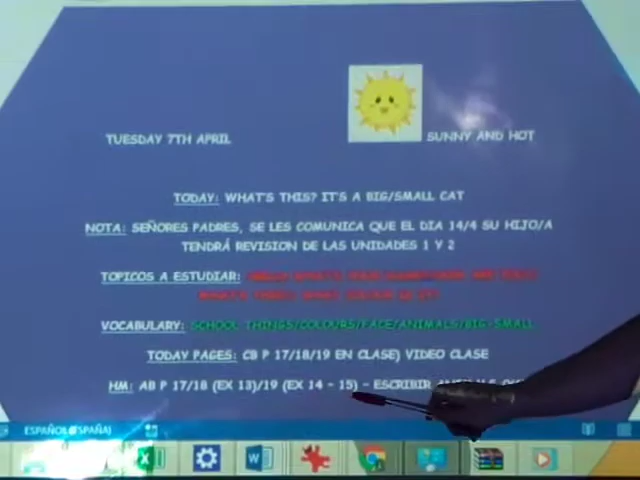 TUESDAY 7TH APRIL
SUNNY AND HOT
TODAY: WHAT'S THIS? IT'S A BIG/SMALL CAT
NOTA: SEÑORES PADRES, SE LES COMUNICA QUE EL DIA 14/4 SU HIJO/A
TENDRÁ REVISION DE LAS UNIDADES 1 Y 2
TOPICOS A ESTUDIAR:
VOCABULARY: SCHOOL THINGS/COLOURS/FACE/ANIMALS/BIG-SMALL
TODAY PAGES: CB P 17/18/19 EN CLASE) VIDEO CLASE
HM: AB P 17/18 (EX 13)/19 (EX 14 - 15) - ESCRIBIR
ESPAÑOL (ESPAÑA)